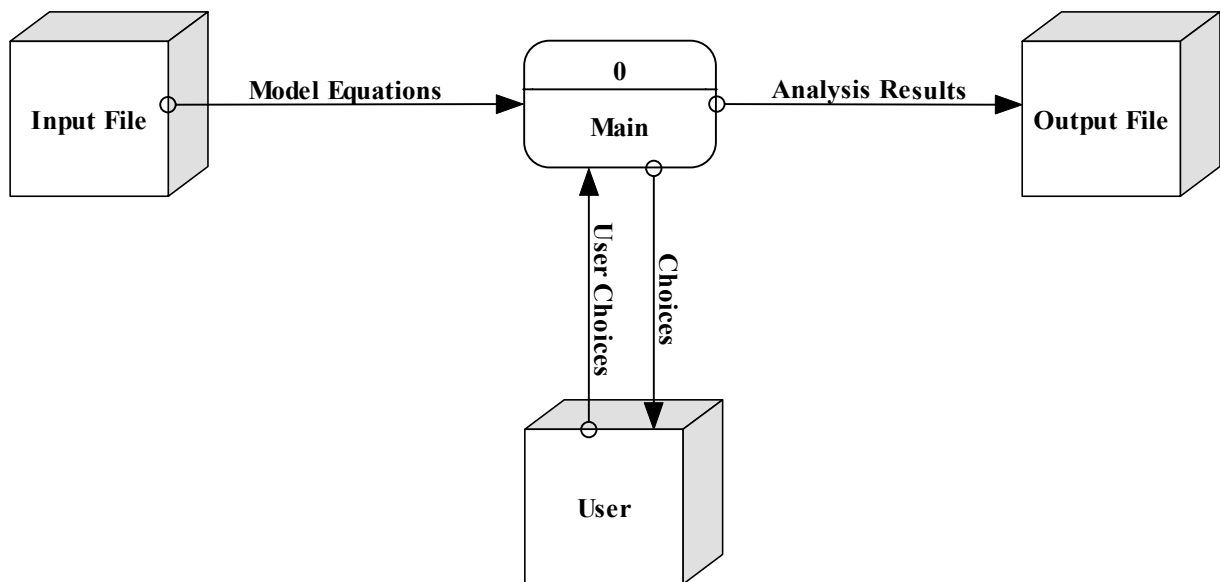 0
Model Equations
Analysis Results
Input File
Main
Output File
User Choices
Choices
User